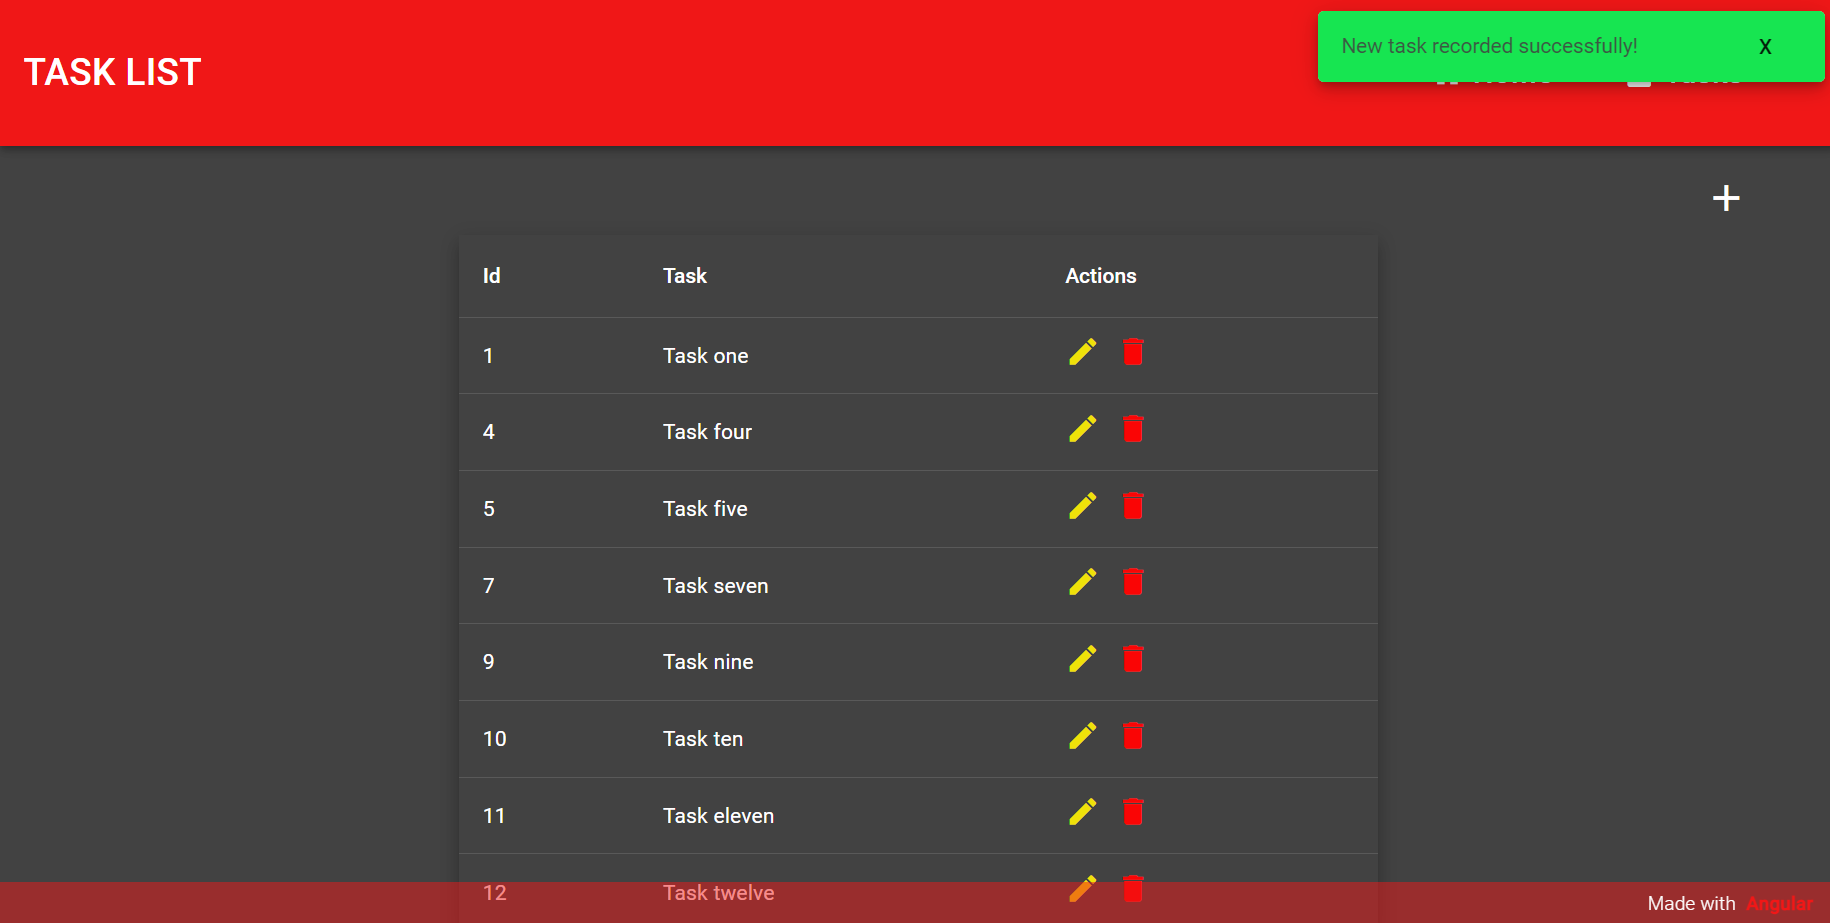 TASK LIST
New task recorded successfully! X
Id Task Actions
1 Task one
4 Task four
5 Task five
7 Task seven
9 Task nine
10 Task ten
11 Task eleven
12 Task twelve
Made with Angular